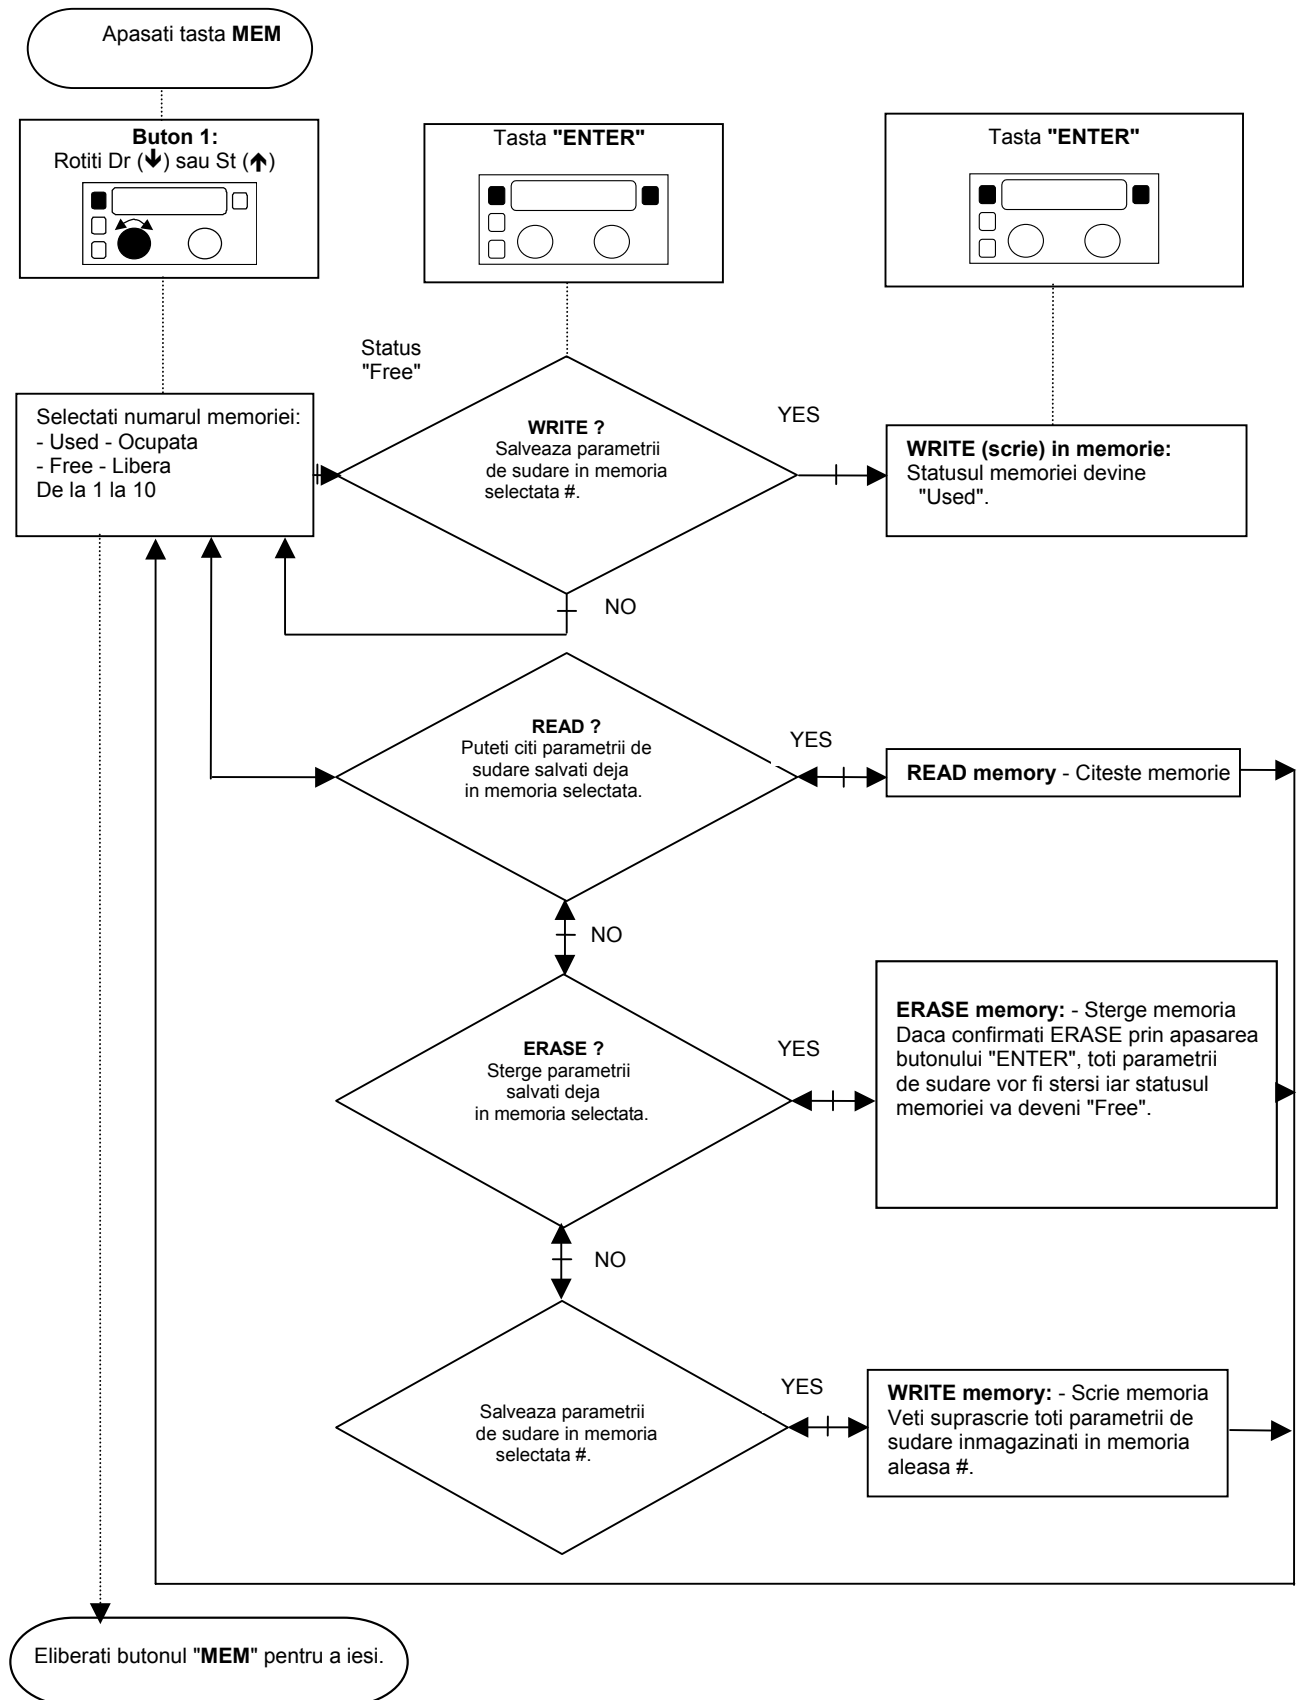 Apasati tasta MEM
Buton 1:
Rotiti Dr (🡻) sau St (🡹)
Tasta "ENTER"
Tasta "ENTER"
Status
"Free"
Selectati numarul memoriei:
- Used - Ocupata
- Free - Libera
De la 1 la 10
WRITE ?
Salveaza parametrii
de sudare in memoria
selectata #.
YES
WRITE (scrie) in memorie:
Statusul memoriei devine
"Used".
NO
READ ?
Puteti citi parametrii de
sudare salvati deja
in memoria selectata.
YES
READ memory - Citeste memorie
NO
ERASE ?
Sterge parametrii
salvati deja
in memoria selectata.
YES
ERASE memory: - Sterge memoria
Daca confirmati ERASE prin apasarea
butonului "ENTER", toti parametrii
de sudare vor fi stersi iar statusul
memoriei va deveni "Free".
NO
Salveaza parametrii
de sudare in memoria
selectata #.
YES
WRITE memory: - Scrie memoria
Veti suprascrie toti parametrii de
sudare inmagazinati in memoria
aleasa #.
Eliberati butonul "MEM" pentru a iesi.